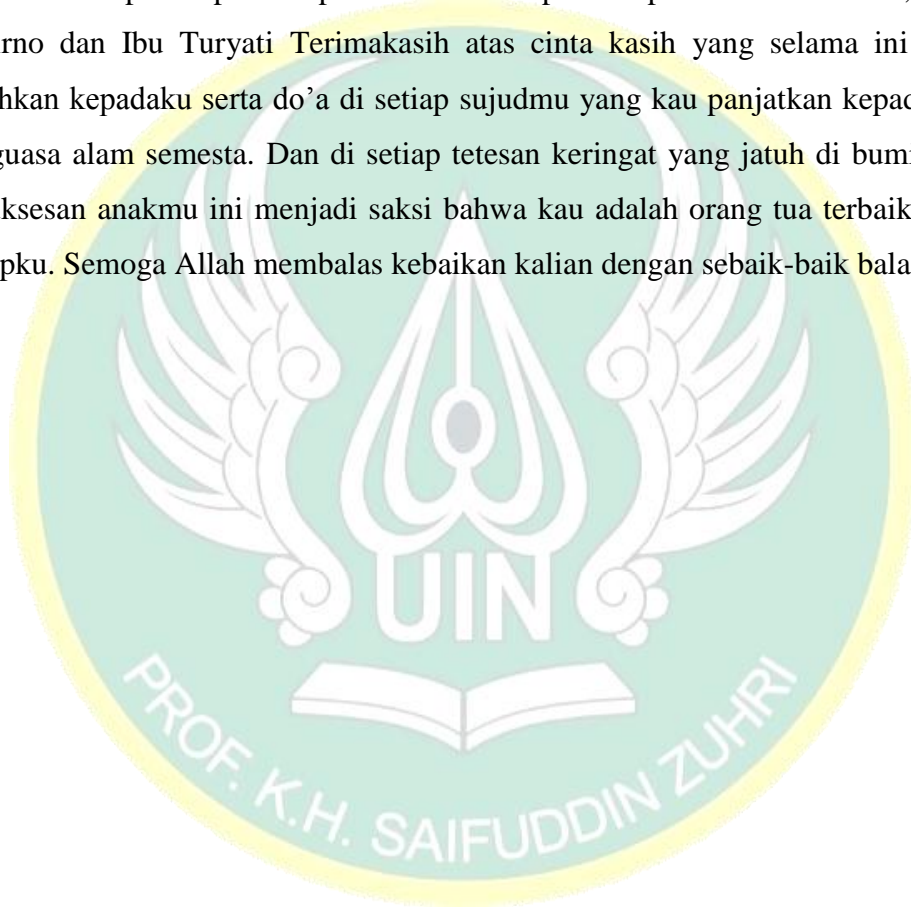 rno dan Ibu Turyati Terimakasih atas cinta kasih yang selama ini
hkan kepadaku serta do’a di setiap sujudmu yang kau panjatkan kepad
guasa alam semesta. Dan di setiap tetesan keringat yang jatuh di bum
ksesan anakmu ini menjadi saksi bahwa kau adalah orang tua terbaik
pku. Semoga Allah membalas kebaikan kalian dengan sebaik-baik bala
UIN
PROF. K.H. SAIFUDDIN ZUHRI